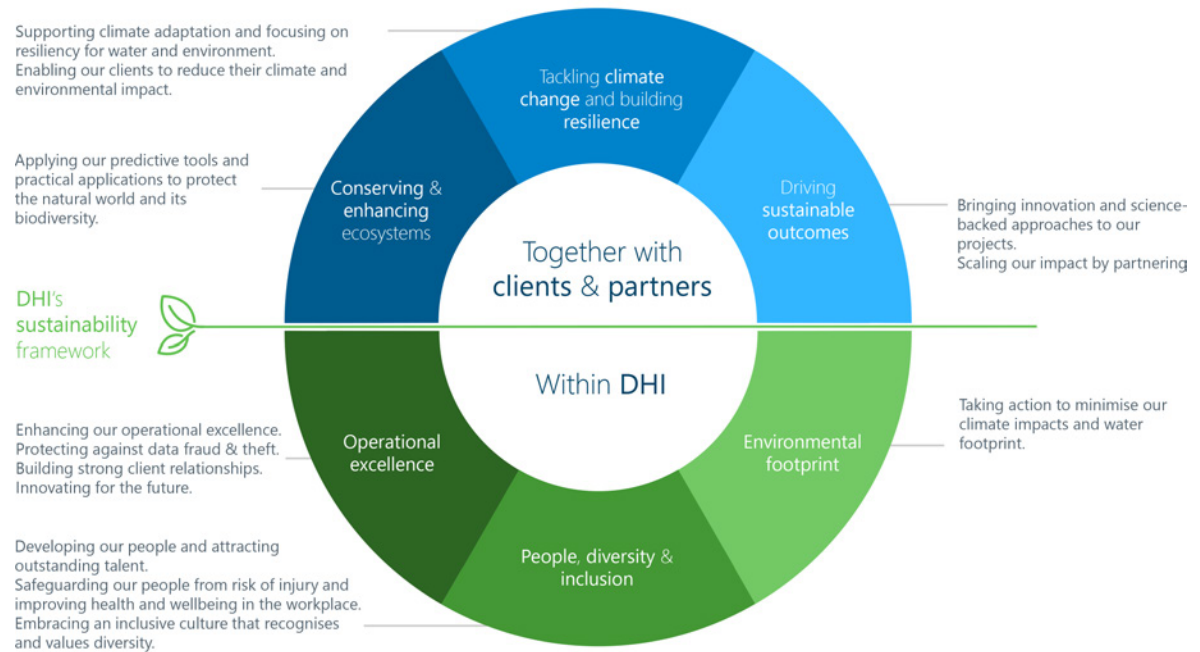 Supporting climate adaptation and focusing on
resiliency for water and environment.
Enabling our clients to reduce their climate and
environmental impact.
Tackling climate
change and building
resilience
Applying our predictive tools and
practical applications to protect
the natural world and its
biodiversity.
Conserving &
enhancing
ecosystems
Driving
sustainable
outcomes
Bringing innovation and science-
backed approaches to our
projects.
Scaling our impact by partnering
Together with
clients & partners
DHI's
sustainability
framework
Within DHI
Enhancing our operational excellence.
Protecting against data fraud & theft.
Building strong client relationships.
Innovating for the future.
Operational
excellence
Environmental
footprint
Taking action to minimise our
climate impacts and water
footprint.
Developing our people and attracting
outstanding talent.
Safeguarding our people from risk of injury and
improving health and wellbeing in the workplace.
Embracing an inclusive culture that recognises
and values diversity.
People, diversity &
inclusion